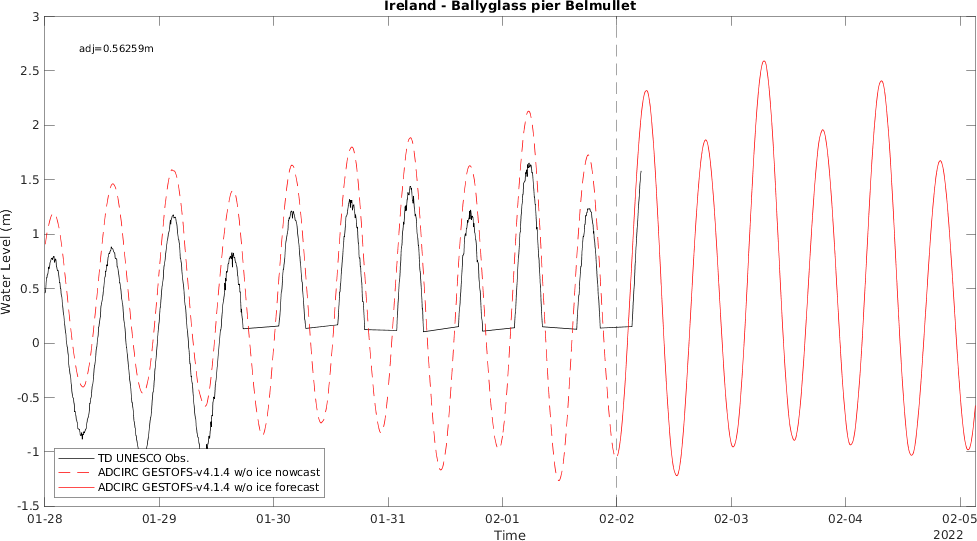 Ireland - Ballyglass pier Belmullet
adj=0.56259m
3
2.5
2
1.5
1
0.5
0
-0.5
-1
-1.5
Water Level (m)
TD UNESCO Obs.
ADCIRC GESTOFS-v4.1.4 w/o ice nowcast
ADCIRC GESTOFS-v4.1.4 w/o ice forecast
01-28 01-29 01-30 01-31 02-01 02-02 02-03 02-04 02-05
Time
2022